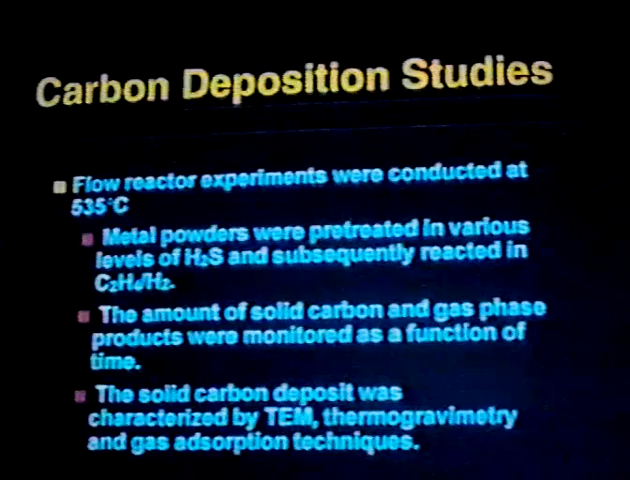 Carbon Deposition Studies
Flow reactor experiments were conducted at
535°C
Metal powders were pretreated in various
levels of H₂S and subsequently reacted in
C₂H₄/H₂.
The amount of solid carbon and gas phase
products were monitored as a function of
time.
The solid carbon deposit was
characterized by TEM, thermogravimetry
and gas adsorption techniques.